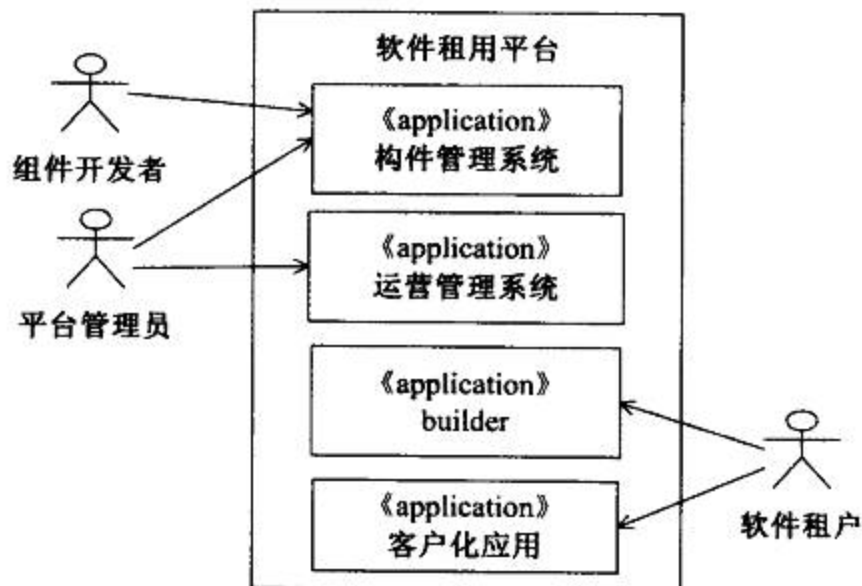 软件租用平台
《application》
构件管理系统
组件开发者
《application》
运营管理系统
平台管理员
《application》
builder
《application》
客户化应用
软件租户